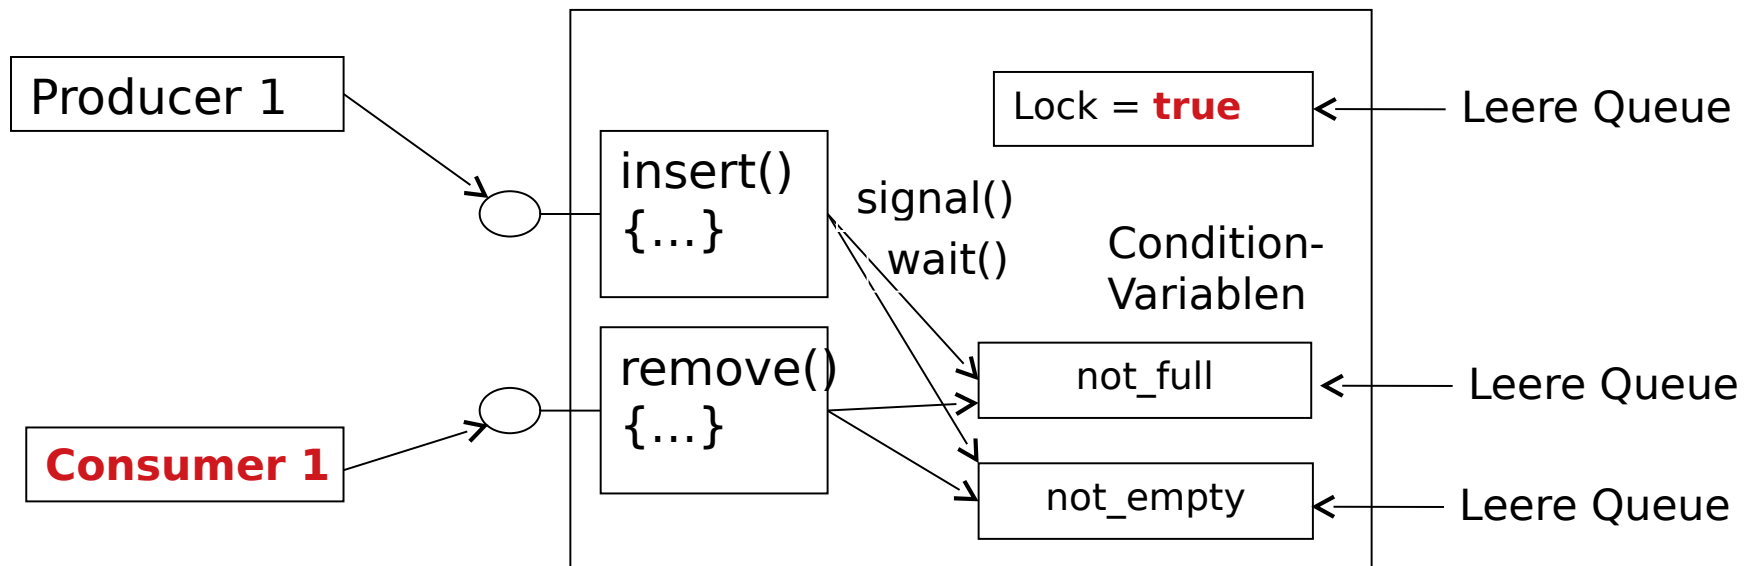 Producer 1
Lock = true
Leere Queue
insert()
{...}
signal()
wait()
Condition-
Variablen
remove()
{...}
not_full
Leere Queue
Consumer 1
not_empty
Leere Queue